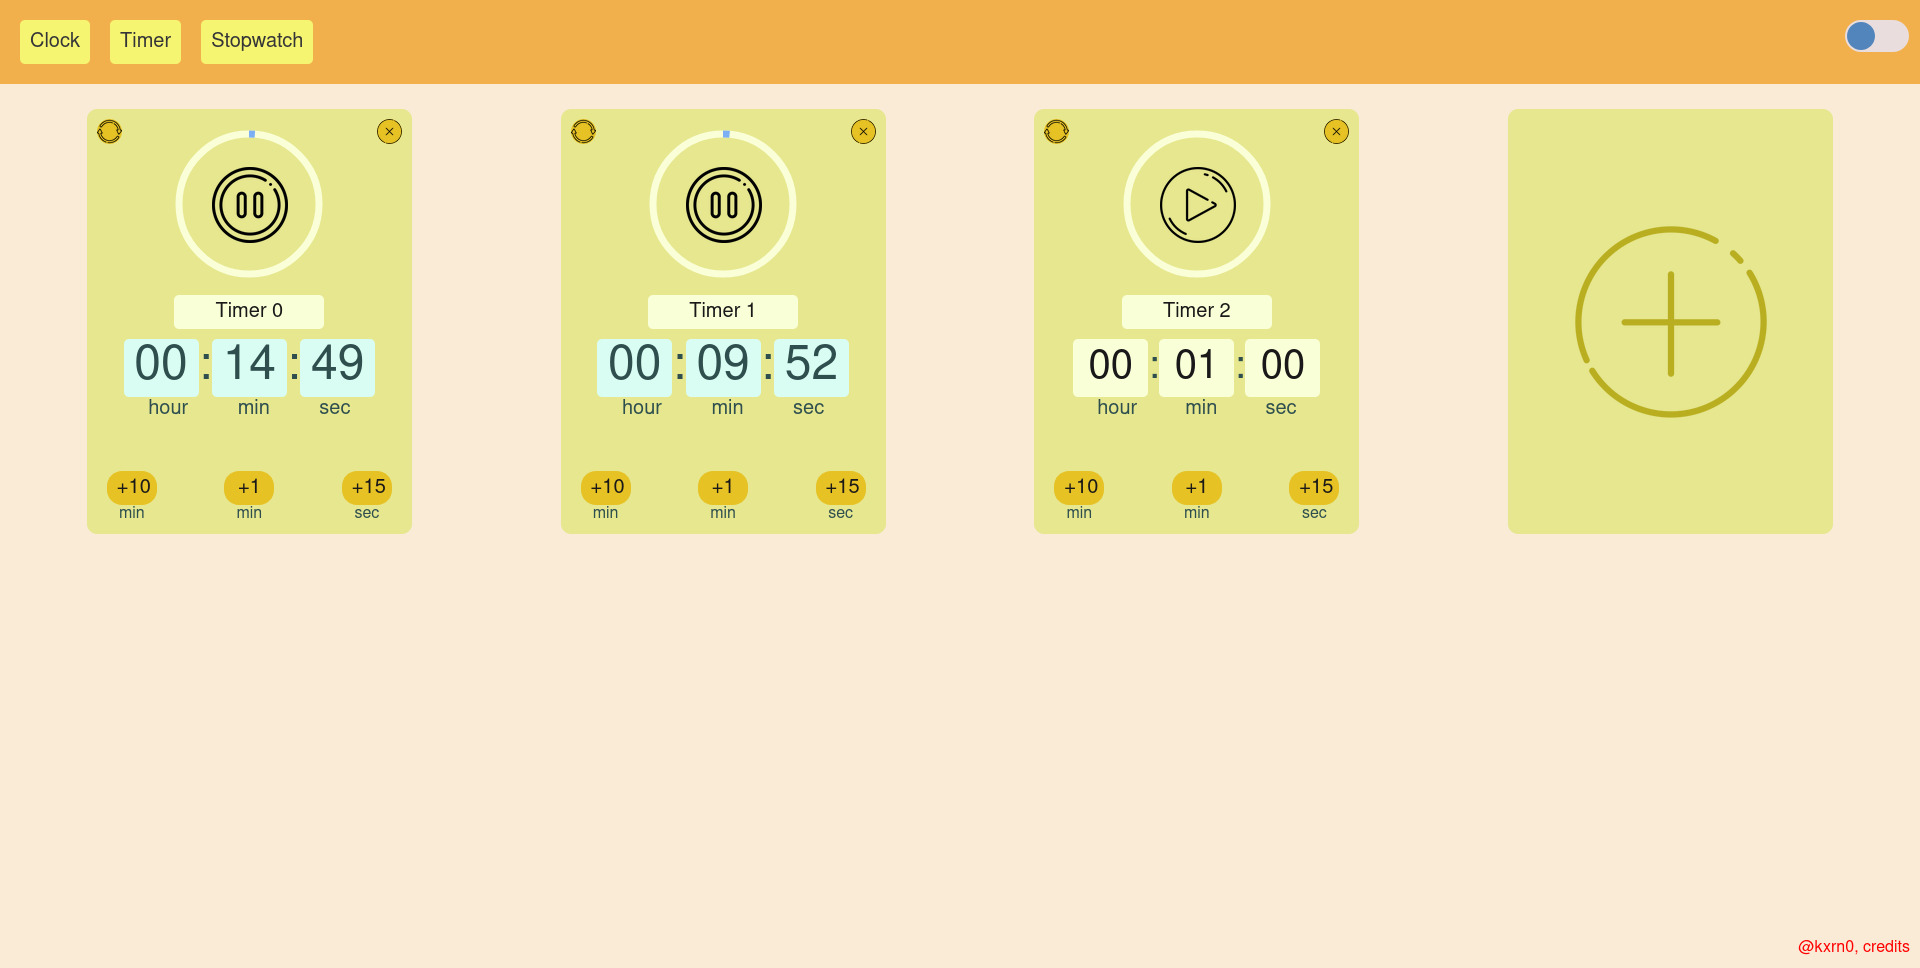 Clock Timer Stopwatch
Timer 0
00:14:49
hour min sec
+10 +1 +15
min min sec
Timer 1
00:09:52
hour min sec
+10 +1 +15
min min sec
Timer 2
00:01:00
hour min sec
+10 +1 +15
min min sec
@kxrn0, credits